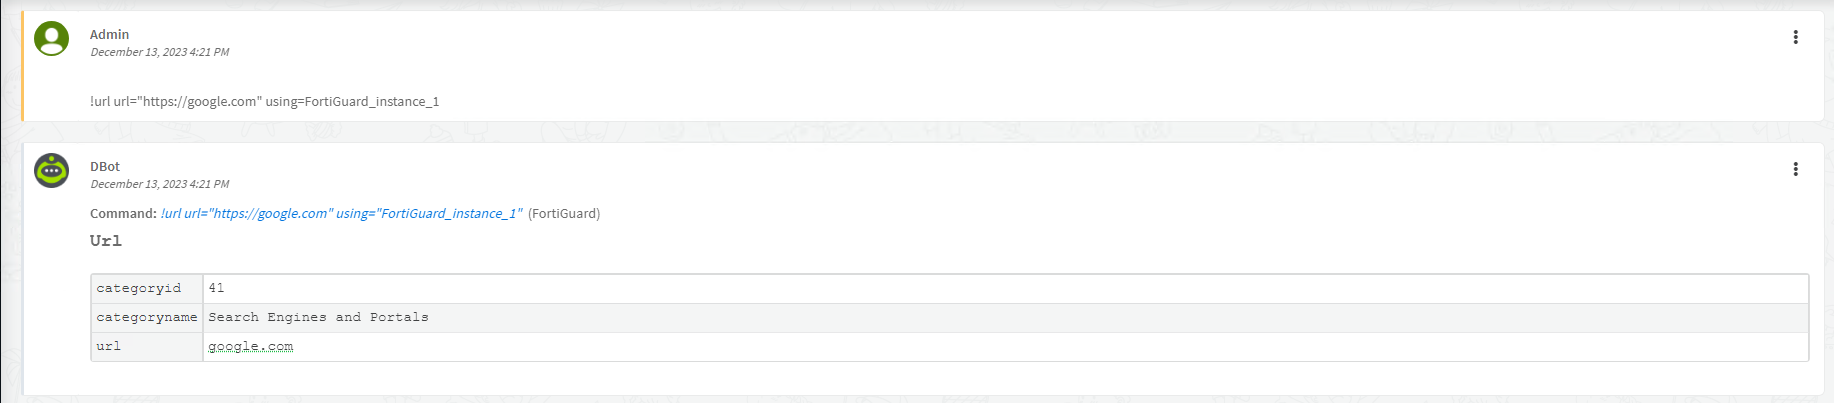 Admin
December 13, 2023 4:21 PM
!url url="https://google.com" using=FortiGuard_instance_1
DBot
December 13, 2023 4:21 PM
Command: !url url="https://google.com" using="FortiGuard_instance_1" (FortiGuard)
Url
categoryid 41
categoryname Search Engines and Portals
url google.com